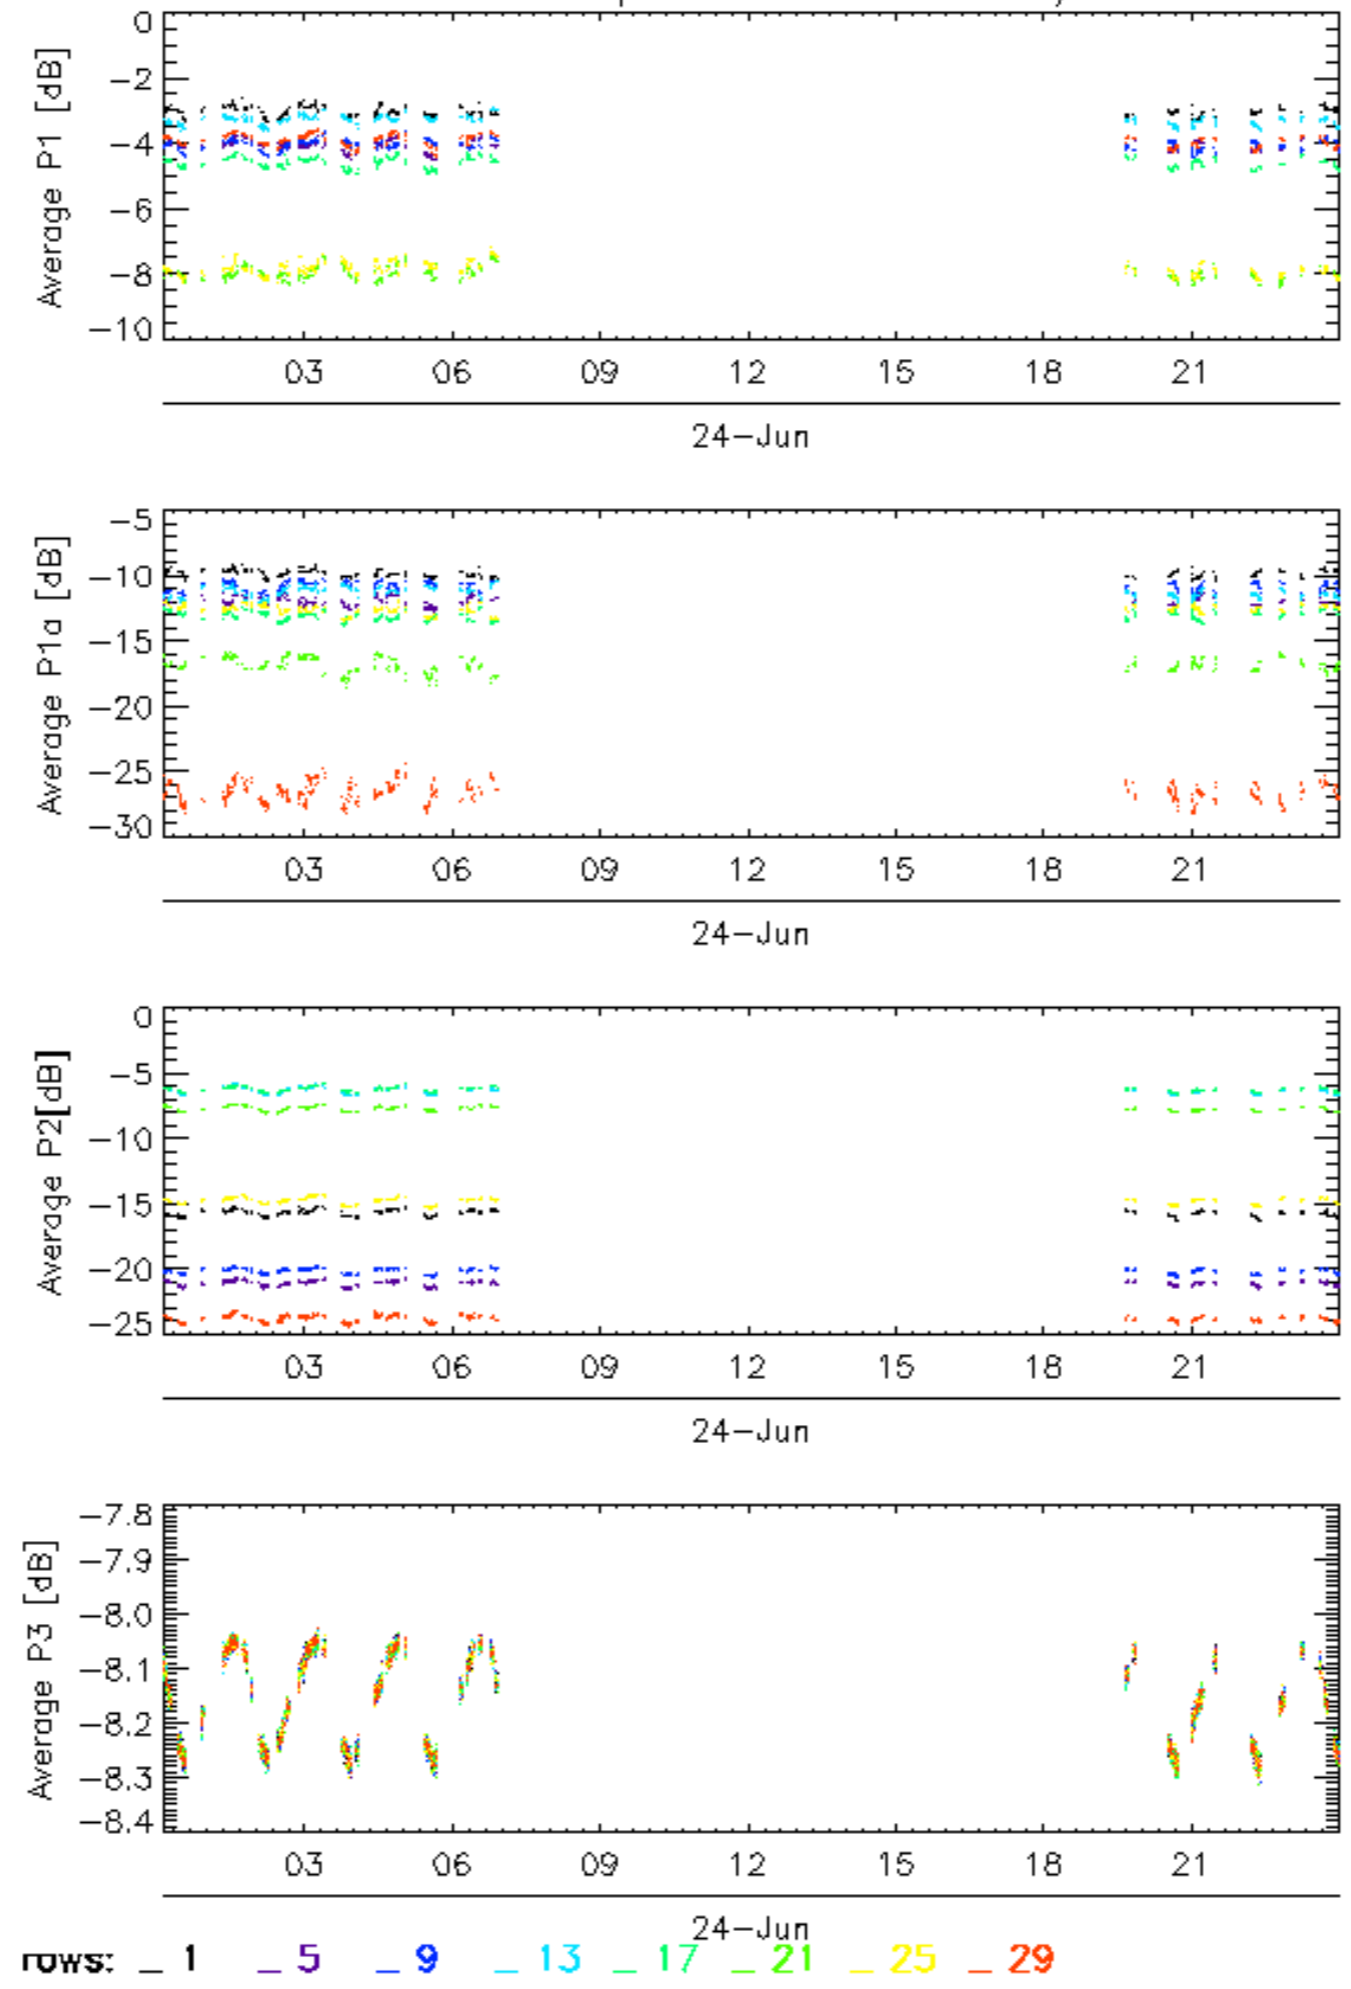 Average P1 [dB]
0
−2
−4
−6
−8
−10
03 06 09 12 15 18 21
24−Jun
Average P1a [dB]
−5
−10
−15
−20
−25
−30
03 06 09 12 15 18 21
24−Jun
Average P2[dB]
0
−5
−10
−15
−20
−25
03 06 09 12 15 18 21
24−Jun
Average P3 [dB]
−7.8
−7.9
−8.0
−8.1
−8.2
−8.3
−8.4
03 06 09 12 15 18 21
24−Jun
rows: _ 1 _ 5 _ 9 _ 13 _ 17 _ 21 _ 25 _ 29